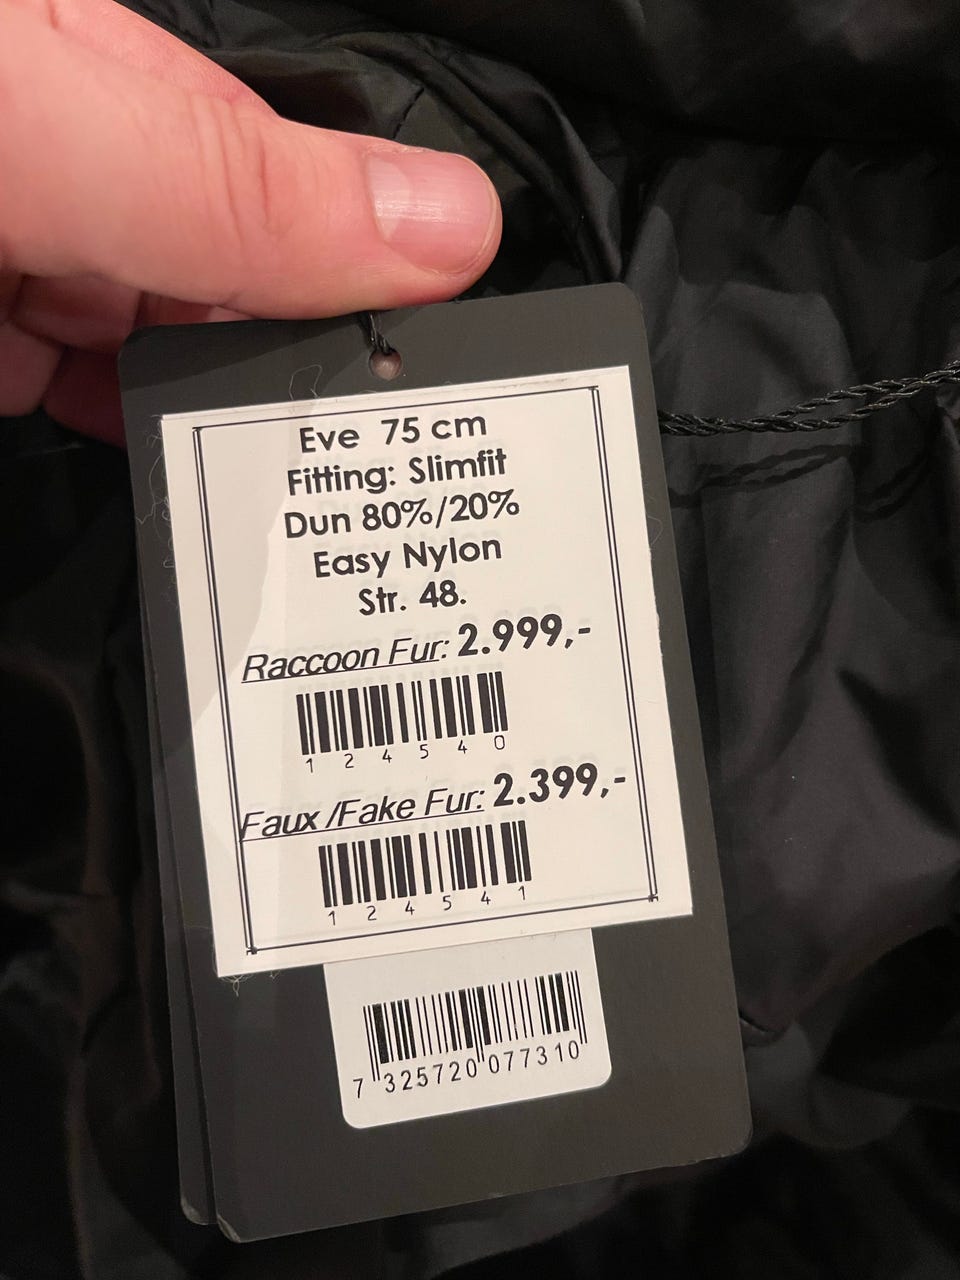 Eve 75 cm
Fitting: Slimfit
Dun 80%/20%
Easy Nylon
Str. 48.
Raccoon Fur: 2.999,-
1 2 4 5 4 0
Faux /Fake Fur: 2.399,-
1 2 4 5 4 1
7 325720 077310